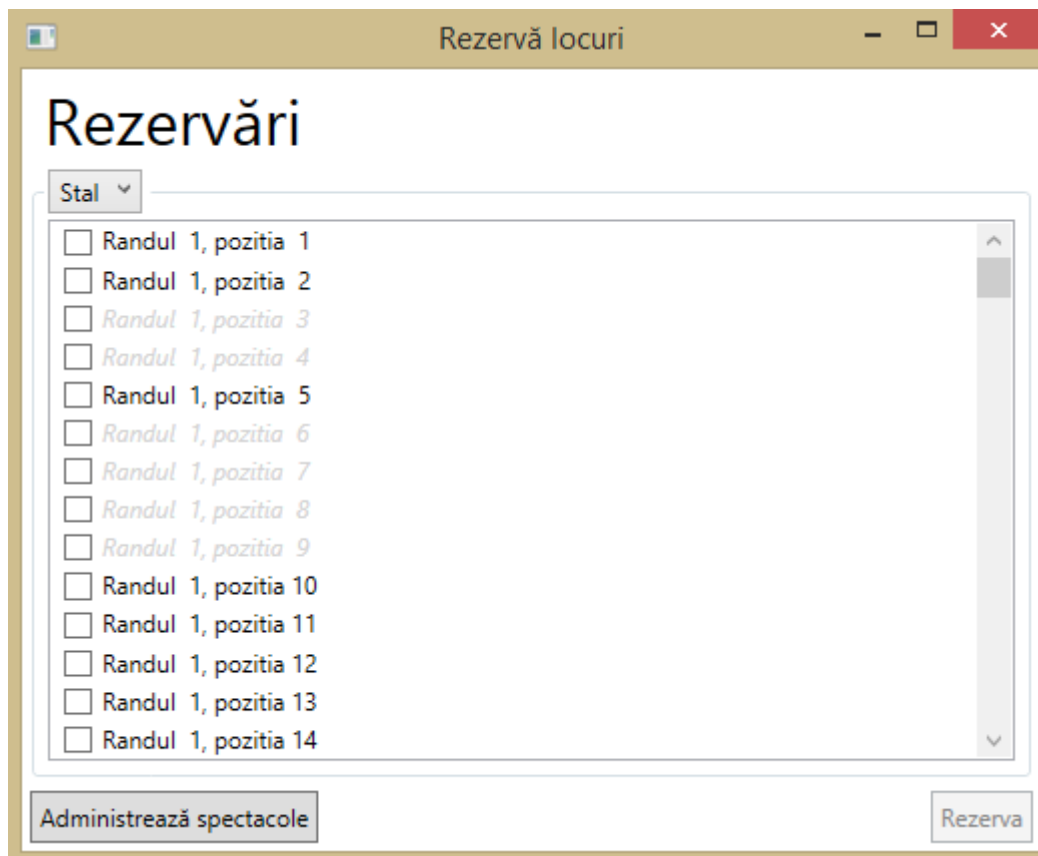 Rezervă locuri
Rezervări
Stal
Randul  1, pozitia  1
Randul  1, pozitia  2
Randul  1, pozitia  3
Randul  1, pozitia  4
Randul  1, pozitia  5
Randul  1, pozitia  6
Randul  1, pozitia  7
Randul  1, pozitia  8
Randul  1, pozitia  9
Randul  1, pozitia 10
Randul  1, pozitia 11
Randul  1, pozitia 12
Randul  1, pozitia 13
Randul  1, pozitia 14
Administrează spectacole
Rezerva